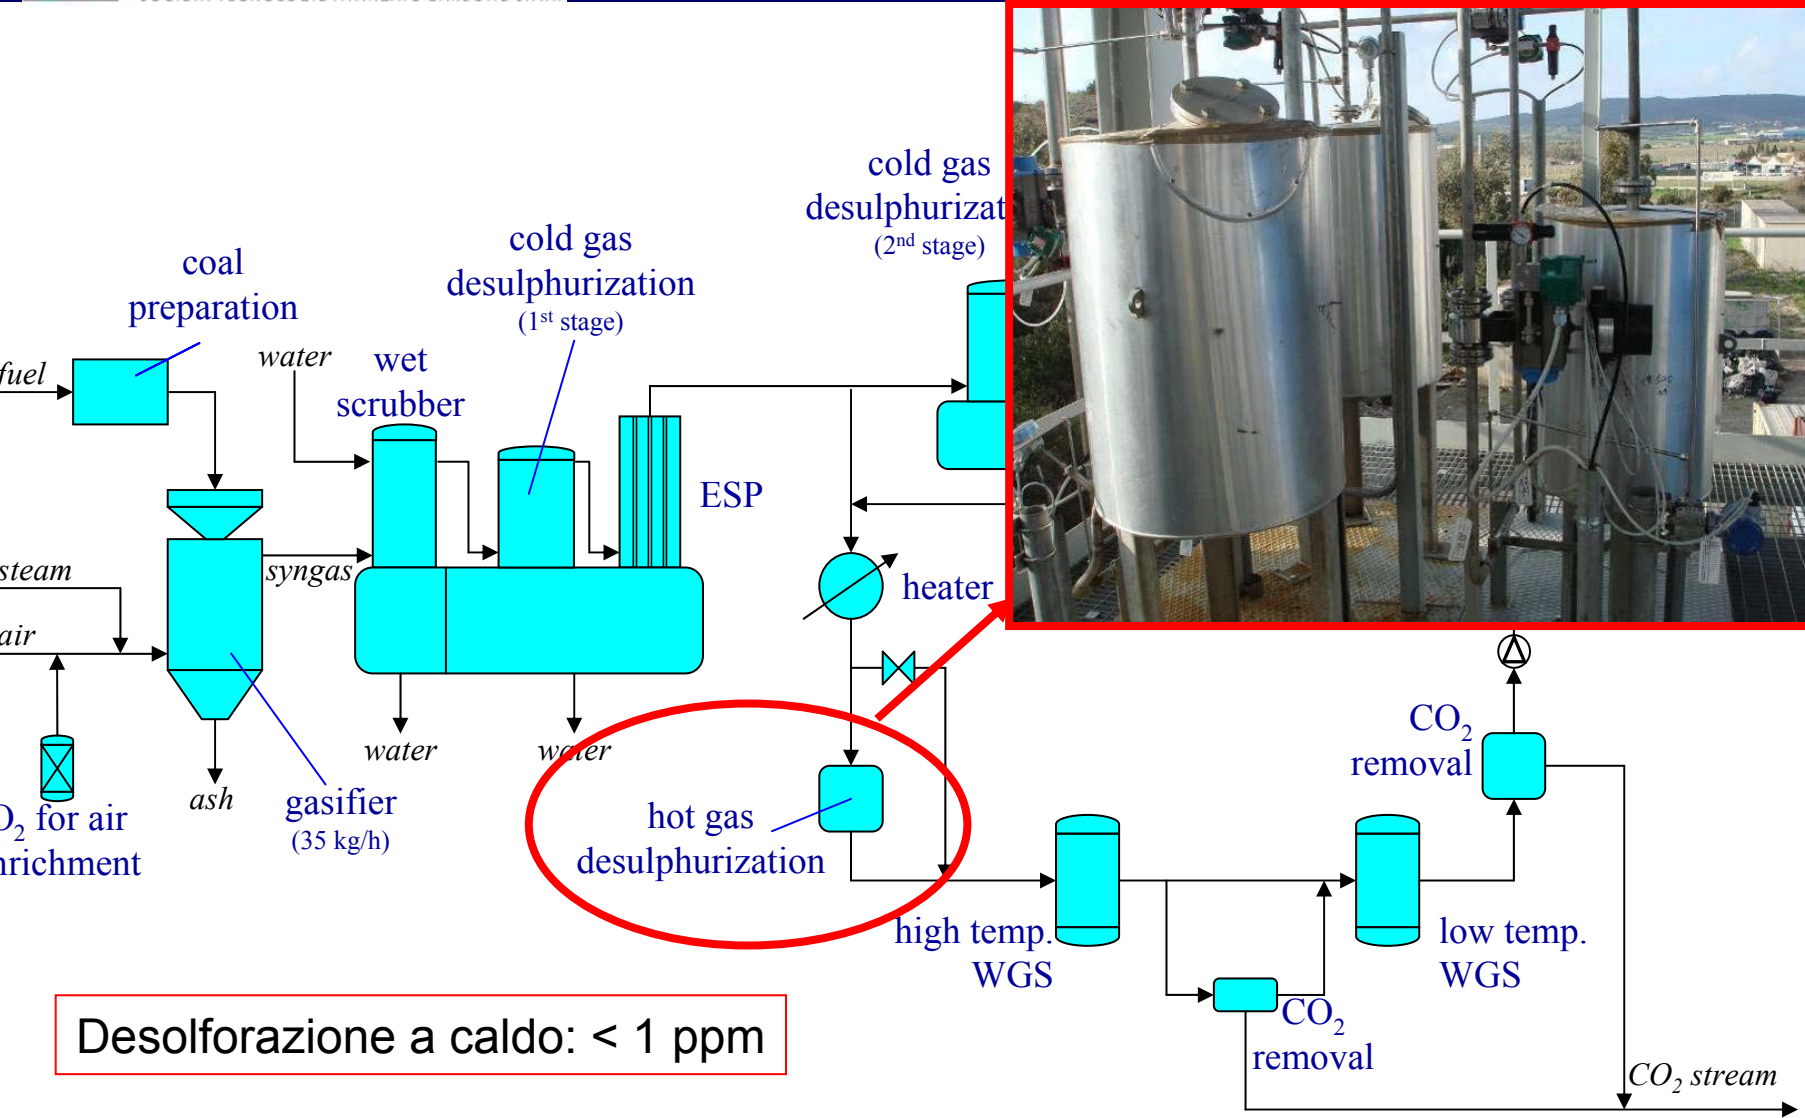 cold gas
desulphurizat
(2nd stage)
cold gas
desulphurization
(1st stage)
coal
preparation
fuel
water
wet
scrubber
ESP
steam
syngas
heater
air
water
water
CO2
removal
ash
gasifier
(35 kg/h)
O2 for air
nrichment
hot gas
desulphurization
high temp.
WGS
low temp.
WGS
CO2
removal
Desolforazione a caldo: < 1 ppm
CO2 stream